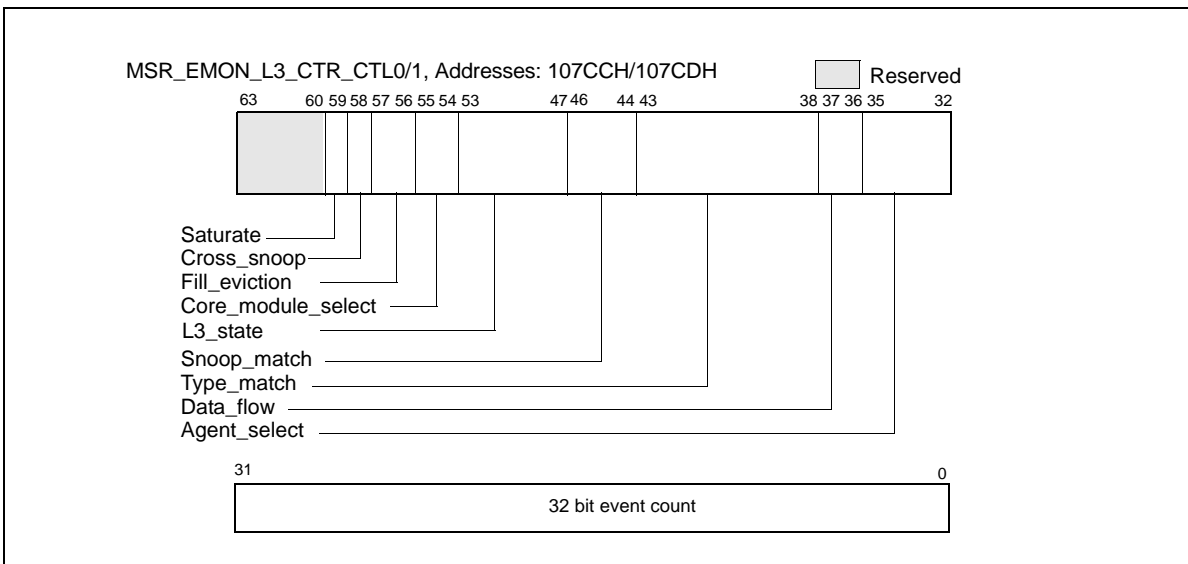 MSR_EMON_L3_CTR_CTL0/1, Addresses: 107CCH/107CDH
Reserved
63 60 59 58 57 56 55 54 53 47 46 44 43 38 37 36 35 32
Saturate
Cross_snoop
Fill_eviction
Core_module_select
L3_state
Snoop_match
Type_match
Data_flow
Agent_select
31 0
32 bit event count